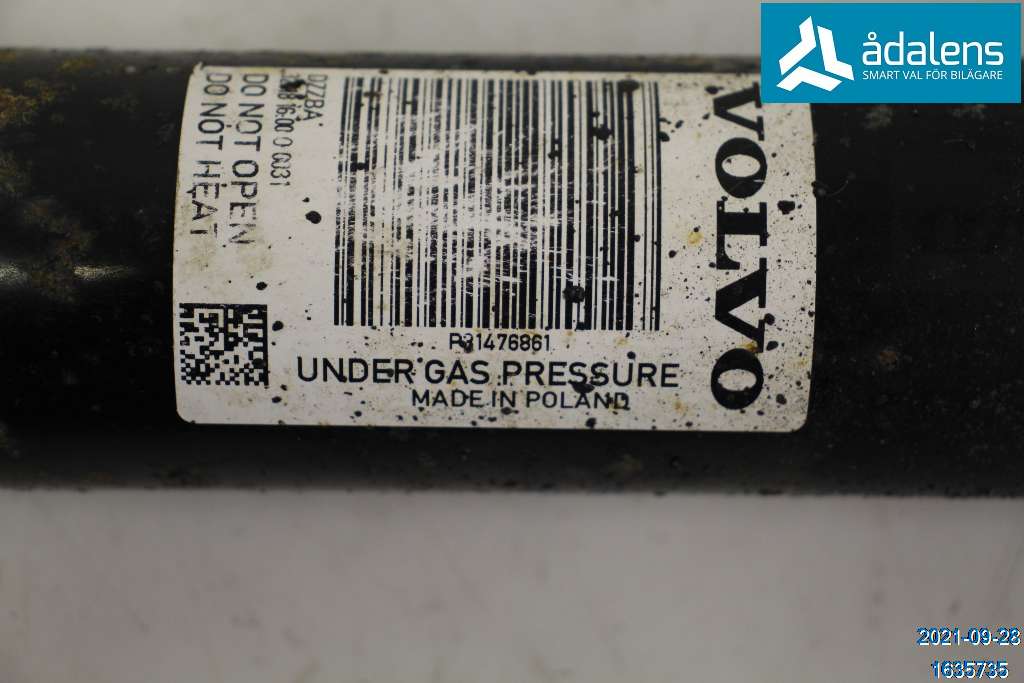 ådalens
SMART VAL FÖR BILÄGARE
VOLVO
P31476861
UNDER GAS PRESSURE
MADE IN POLAND
DO NOT OPEN
DO NOT HEAT
2021-09-28
1635735